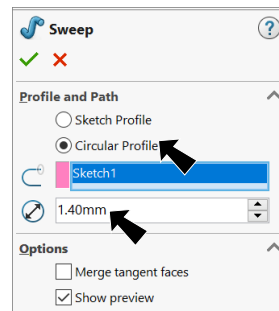 Sweep
Profile and Path
Sketch Profile
Circular Profile
Sketch1
1.40mm
Options
Merge tangent faces
Show preview